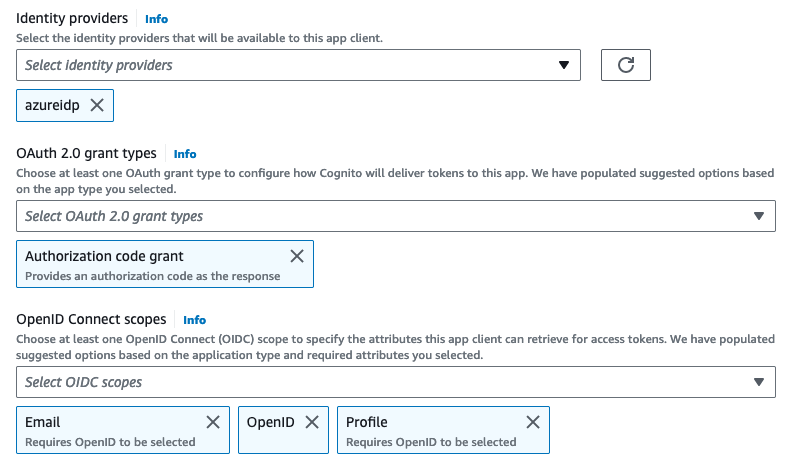 Identity providers Info
Select the identity providers that will be available to this app client.
Select identity providers
azureidp
OAuth 2.0 grant types Info
Choose at least one OAuth grant type to configure how Cognito will deliver tokens to this app. We have populated suggested options based
on the app type you selected.
Select OAuth 2.0 grant types
Authorization code grant
Provides an authorization code as the response
OpenID Connect scopes Info
Choose at least one OpenID Connect (OIDC) scope to specify the attributes this app client can retrieve for access tokens. We have populated
suggested options based on the application type and required attributes you selected.
Select OIDC scopes
Email OpenID Profile
Requires OpenID to be selected Requires OpenID to be selected